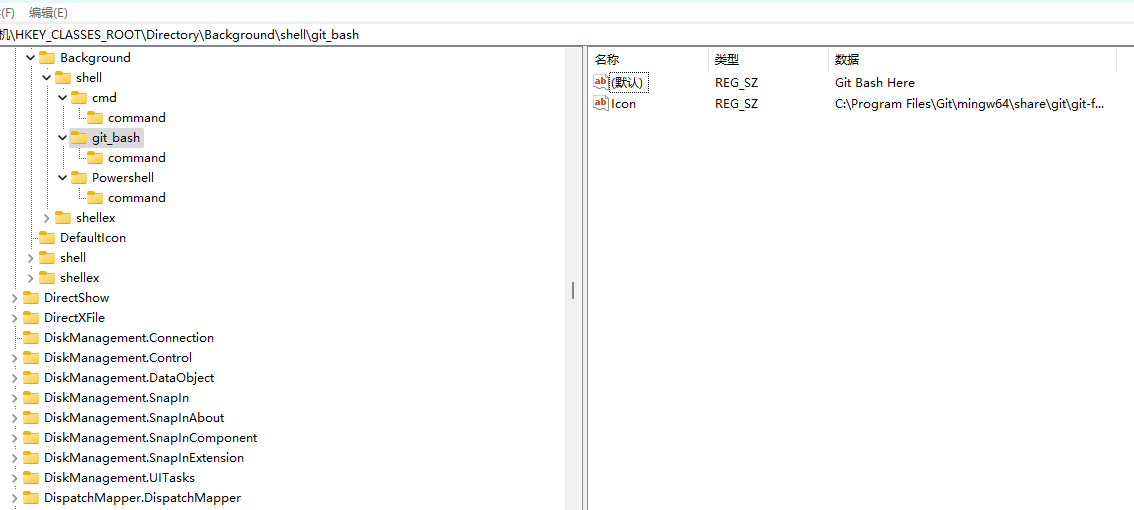 (F) 编辑(E)
机\HKEY_CLASSES_ROOT\Directory\Background\shell\git_bash
Background
shell
cmd
command
git_bash
command
Powershell
command
shellex
DefaultIcon
shell
shellex
DirectShow
DirectXFile
DiskManagement.Connection
DiskManagement.Control
DiskManagement.DataObject
DiskManagement.SnapIn
DiskManagement.SnapInAbout
DiskManagement.SnapInComponent
DiskManagement.SnapInExtension
DiskManagement.UITasks
DispatchMapper.DispatchMapper
名称 类型 数据
ab (默认) REG_SZ Git Bash Here
ab Icon REG_SZ C:\Program Files\Git\mingw64\share\git\git-f...